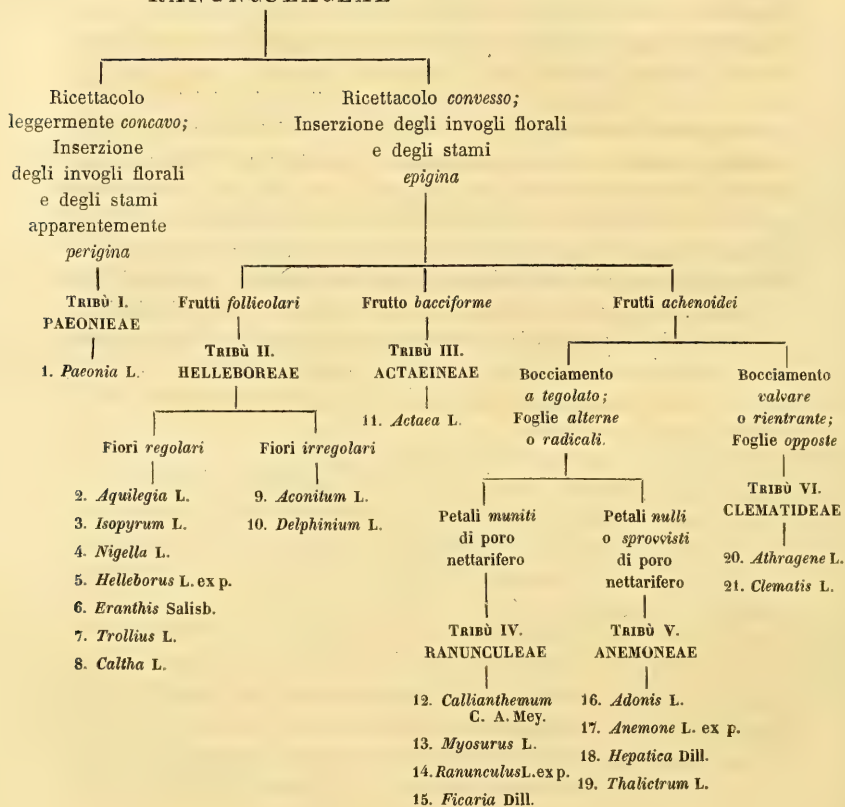 RANUNCULACEAE
Ricettacolo
leggermente concavo;
Inserzione
degli invogli florali
e degli stami
apparentemente
perigina
Ricettacolo convesso;
Inserzione degli invogli florali
e degli stami
epigina
TRIBÙ I.
PAEONIEAE
1. Paeonia L.
Frutti follicolari
TRIBÙ II.
HELLEBOREAE
Fiori regolari
2. Aquilegia L.
3. Isopyrum L.
4. Nigella L.
5. Helleborus L. ex p.
6. Eranthis Salisb.
7. Trollius L.
8. Caltha L.
Fiori irregolari
9. Aconitum L.
10. Delphinium L.
Frutto bacciforme
TRIBÙ III.
ACTAEINEAE
11. Actaea L.
Frutti achenoidei
Bocciamento
a tegolato;
Foglie alterne
o radicali.
Petali muniti
di poro
nettarifero
TRIBÙ IV.
RANUNCULEAE
12. Callianthemum
C. A. Mey.
13. Myosurus L.
14. Ranunculus L. ex p.
15. Ficaria Dill.
Petali nulli
o sprovvisti
di poro
nettarifero
TRIBÙ V.
ANEMONEAE
16. Adonis L.
17. Anemone L. ex p.
18. Hepatica Dill.
19. Thalictrum L.
Bocciamento
valvare
o rientrante;
Foglie opposte
TRIBÙ VI.
CLEMATIDEAE
20. Athragene L.
21. Clematis L.